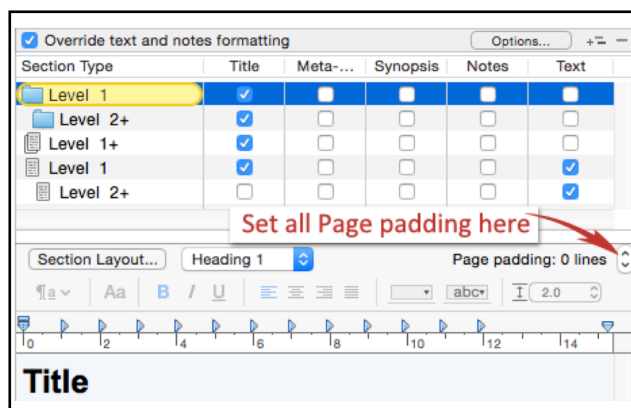 Override text and notes formatting Options...
Section Type Title Meta-... Synopsis Notes Text
Level 1
Level 2+
Level 1+
Level 1
Level 2+
Set all Page padding here
Section Layout... Heading 1 Page padding: 0 lines
¶a Aa B I U abc 2.0
0 2 4 6 8 10 12 14
Title